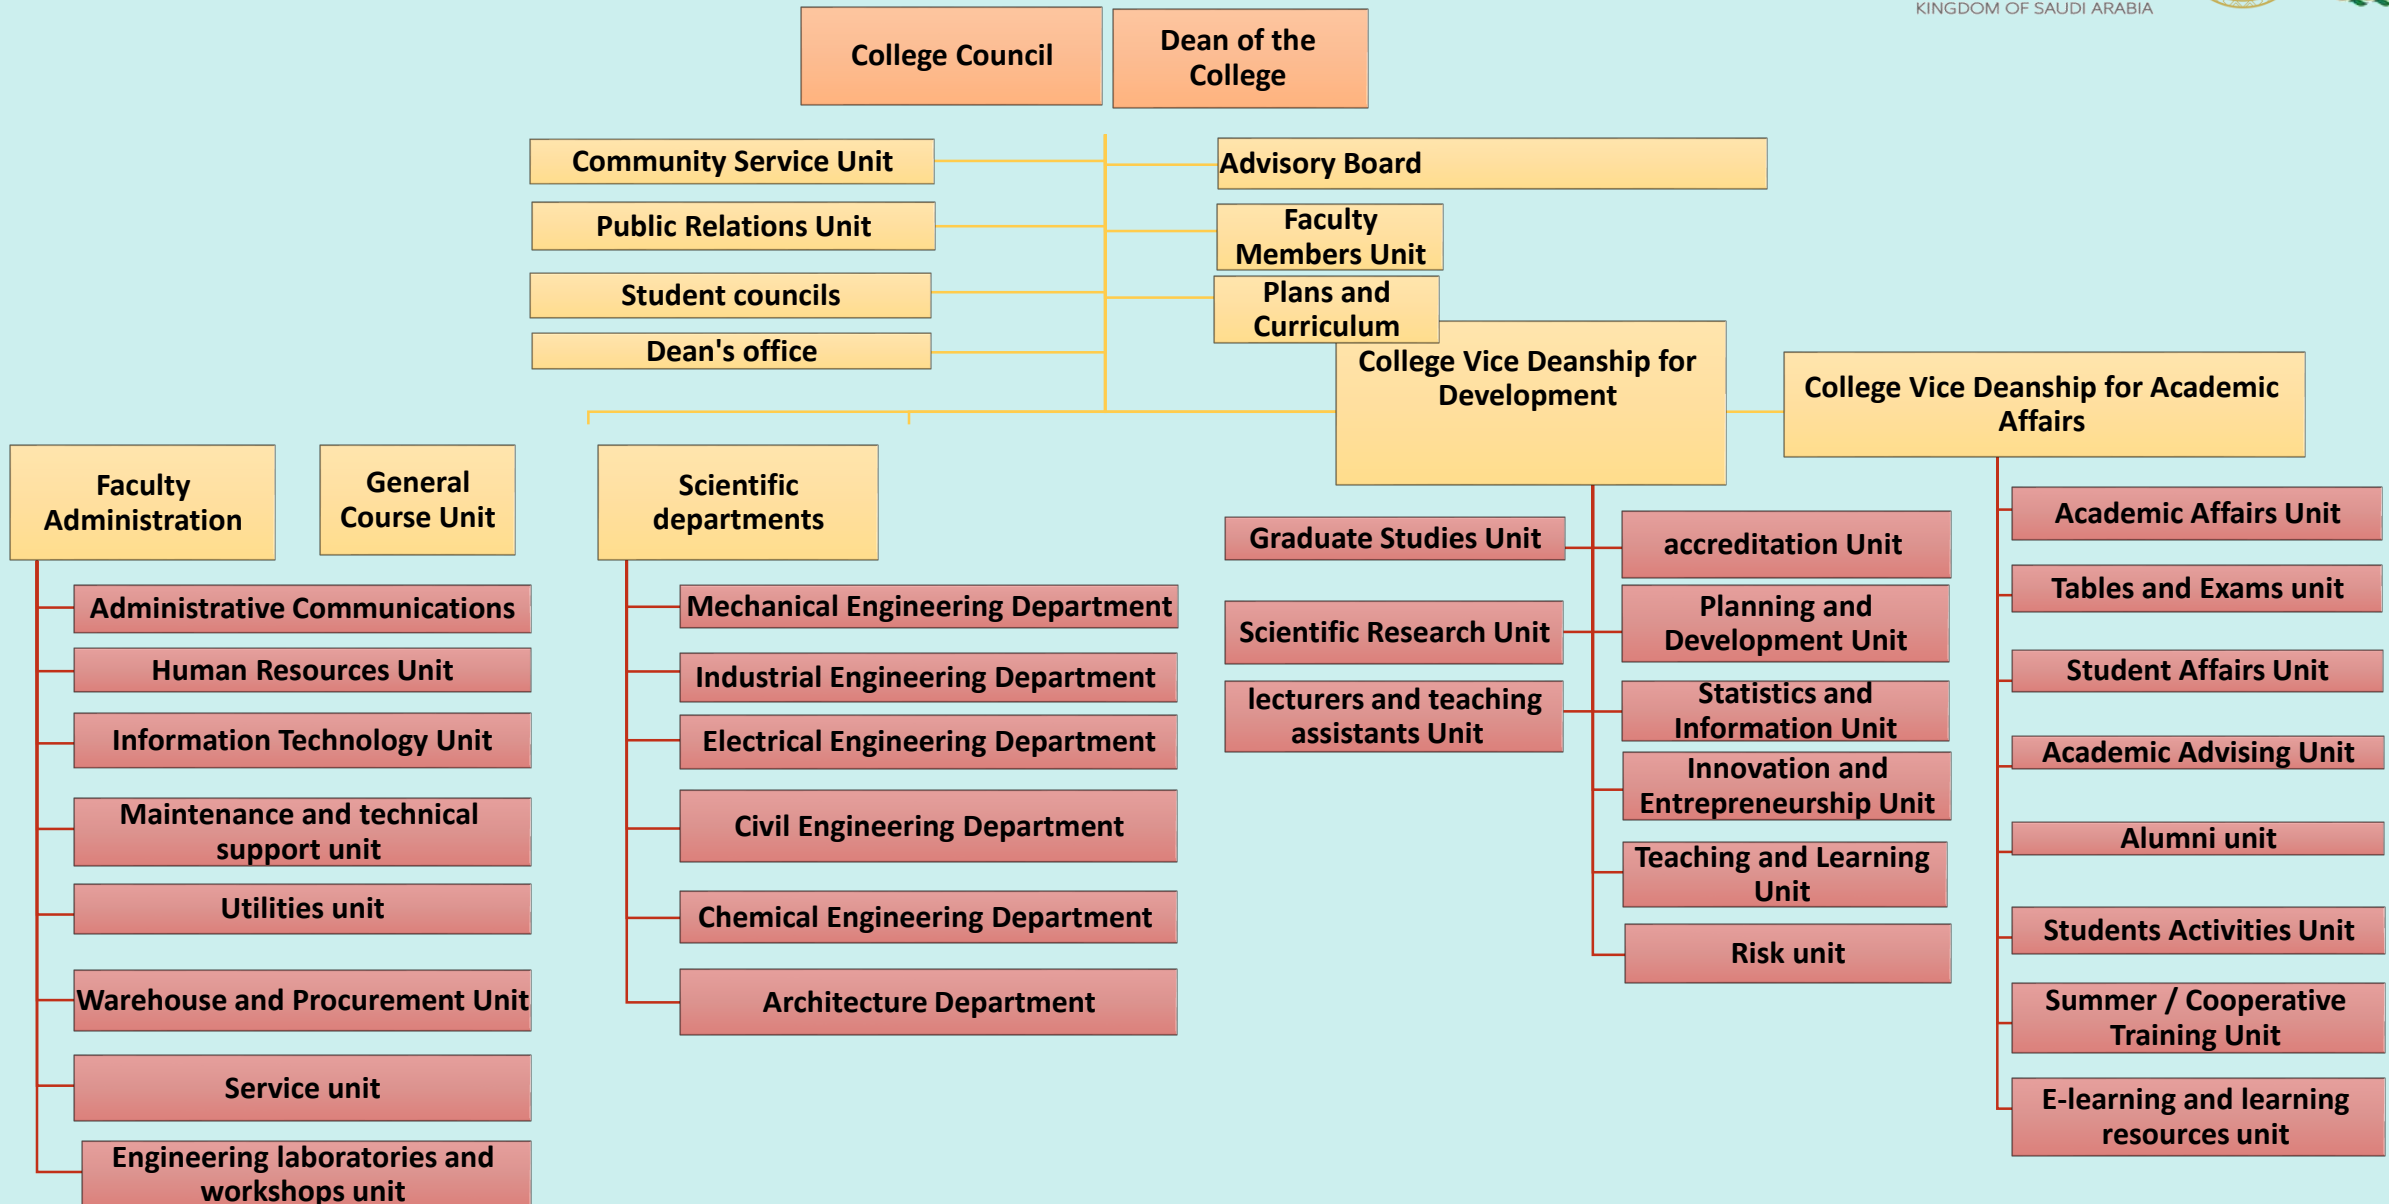 KINGDOM OF SAUDI ARABIA
College Council
Dean of the
College
Community Service Unit
Advisory Board
Public Relations Unit
Faculty
Members Unit
Student councils
Plans and
Curriculum
Dean's office
College Vice Deanship for
Development
College Vice Deanship for Academic
Affairs
Faculty
Administration
General
Course Unit
Scientific
departments
Administrative Communications
Human Resources Unit
Information Technology Unit
Maintenance and technical
support unit
Utilities unit
Warehouse and Procurement Unit
Service unit
Engineering laboratories and
workshops unit
Mechanical Engineering Department
Industrial Engineering Department
Electrical Engineering Department
Civil Engineering Department
Chemical Engineering Department
Architecture Department
Graduate Studies Unit
Scientific Research Unit
lecturers and teaching
assistants Unit
accreditation Unit
Planning and
Development Unit
Statistics and
Information Unit
Innovation and
Entrepreneurship Unit
Teaching and Learning
Unit
Risk unit
Academic Affairs Unit
Tables and Exams unit
Student Affairs Unit
Academic Advising Unit
Alumni unit
Students Activities Unit
Summer / Cooperative
Training Unit
E-learning and learning
resources unit